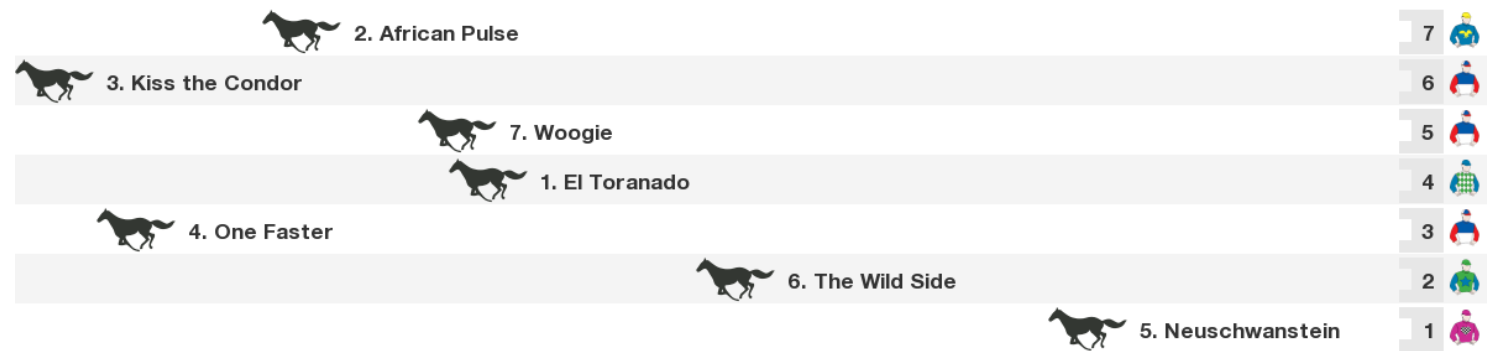 2. African Pulse 7
3. Kiss the Condor 6
7. Woogie 5
1. El Toranado 4
4. One Faster 3
6. The Wild Side 2
5. Neuschwanstein 1